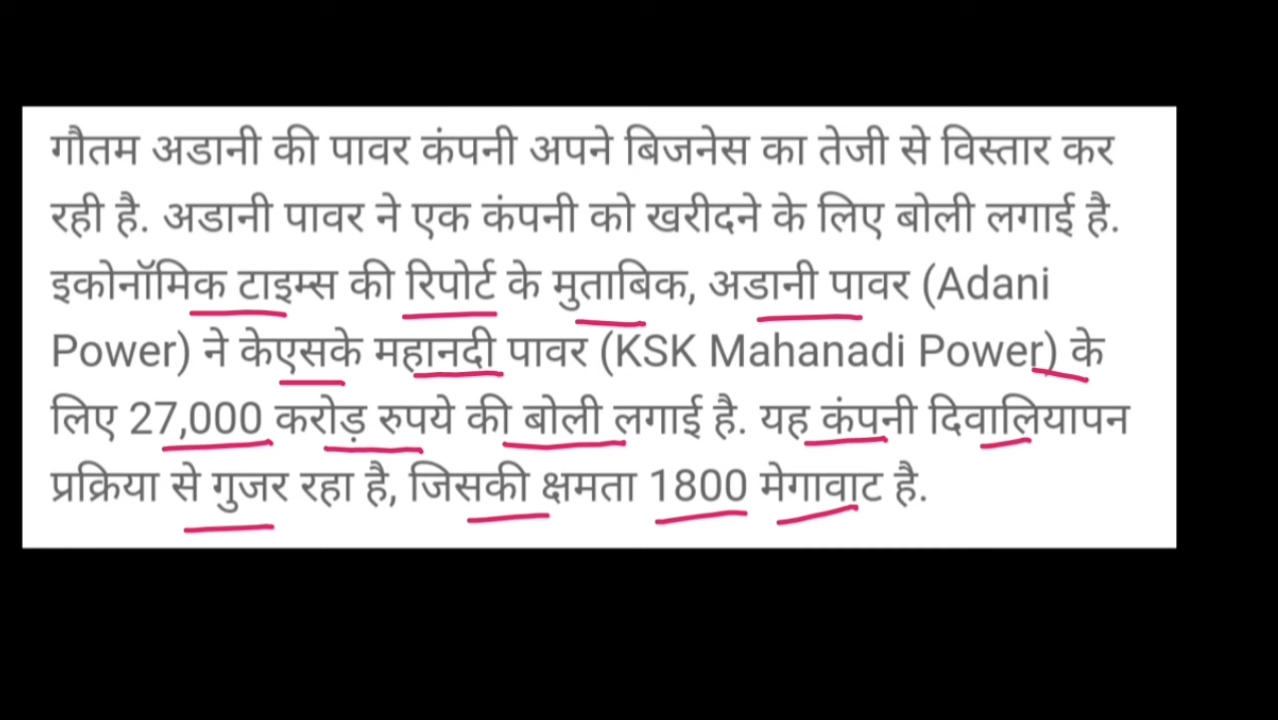 गौतम अडानी की पावर कंपनी अपने बिजनेस का तेजी से विस्तार कर
रही है. अडानी पावर ने एक कंपनी को खरीदने के लिए बोली लगाई है.
इकोनॉमिक टाइम्स की रिपोर्ट के मुताबिक, अडानी पावर (Adani
Power) ने केएसके महानदी पावर (KSK Mahanadi Power) के
लिए 27,000 करोड़ रुपये की बोली लगाई है. यह कंपनी दिवालियापन
प्रक्रिया से गुजर रहा है, जिसकी क्षमता 1800 मेगावाट है.